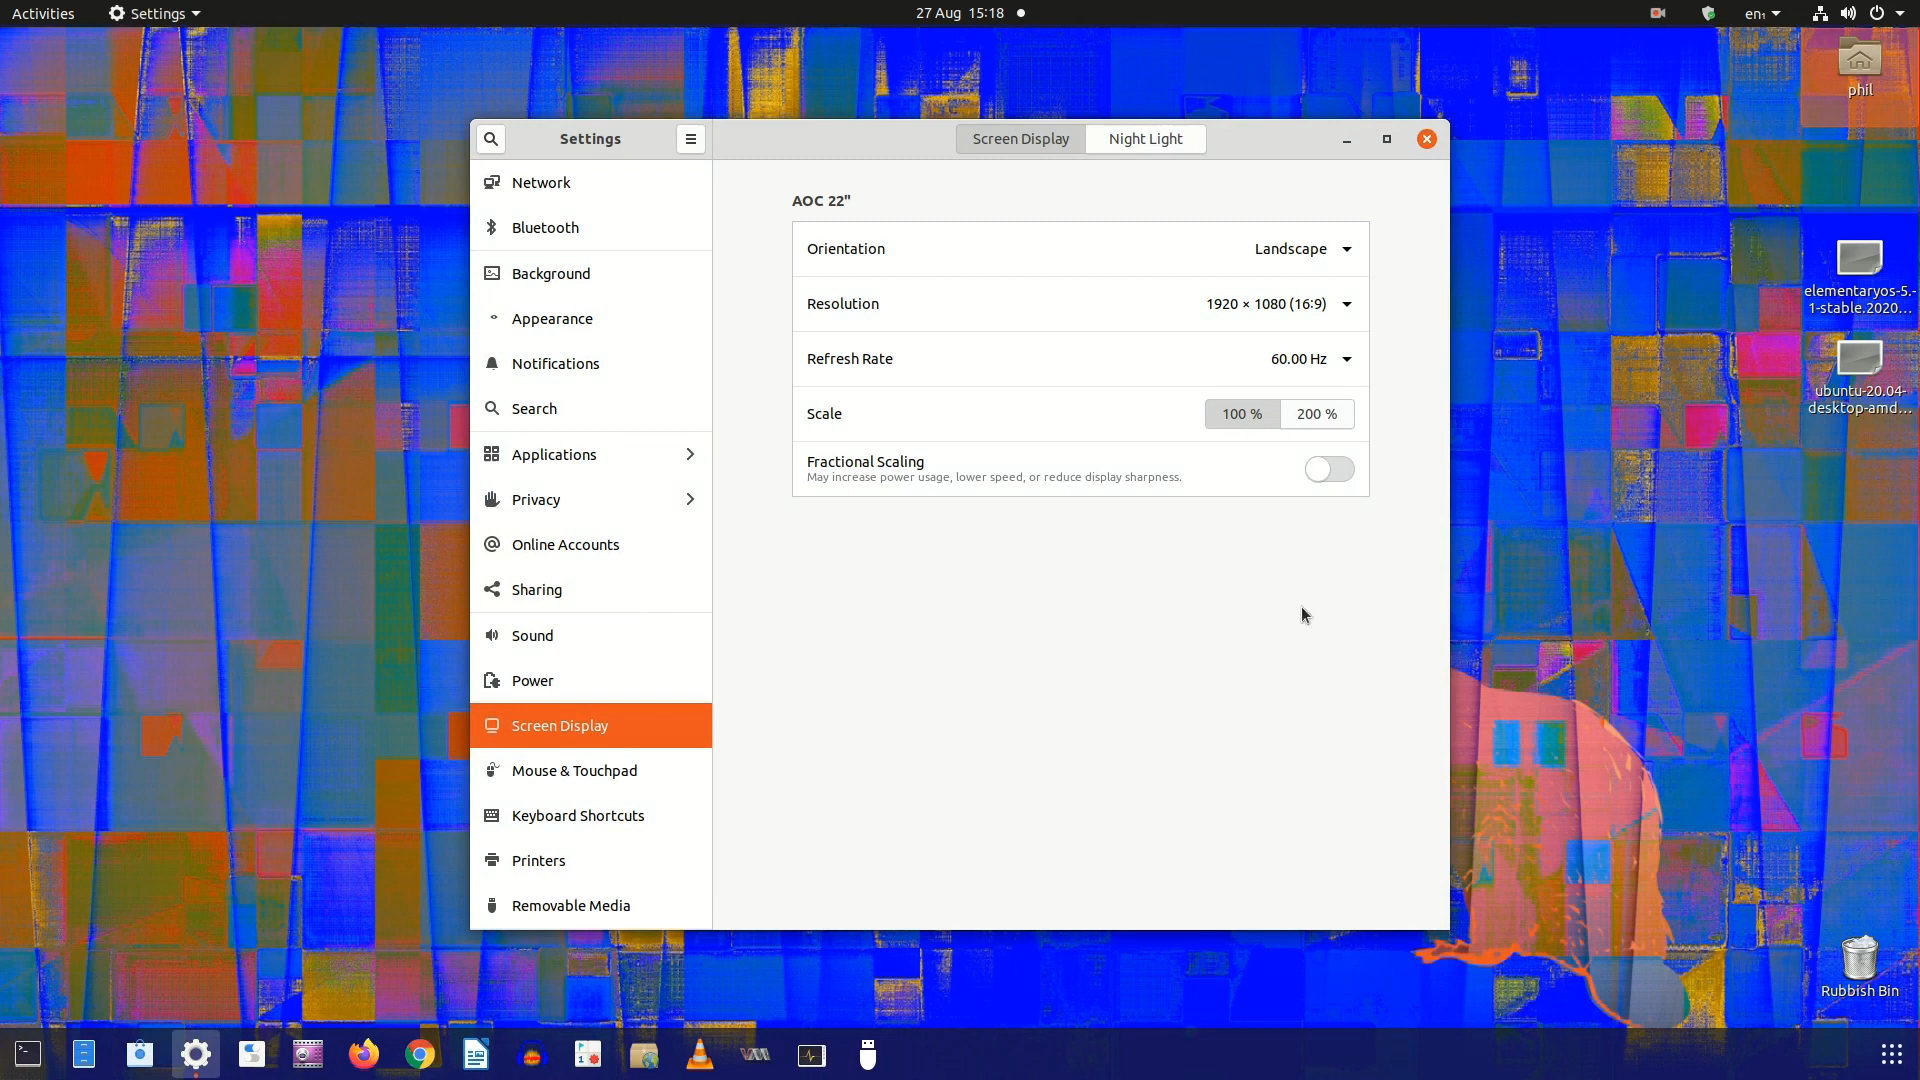 Activities
Settings
27 Aug 15:18
en₁
phil
elementaryos-5.-
1-stable.2020...
ubuntu-20.04-
desktop-amd...
Rubbish Bin
Settings
Screen Display
Night Light
Network
Bluetooth
Background
Appearance
Notifications
Search
Applications
Privacy
Online Accounts
Sharing
Sound
Power
Screen Display
Mouse & Touchpad
Keyboard Shortcuts
Printers
Removable Media
AOC 22"
Orientation
Landscape
Resolution
1920 × 1080 (16:9)
Refresh Rate
60.00 Hz
Scale
100 %
200 %
Fractional Scaling
May increase power usage, lower speed, or reduce display sharpness.